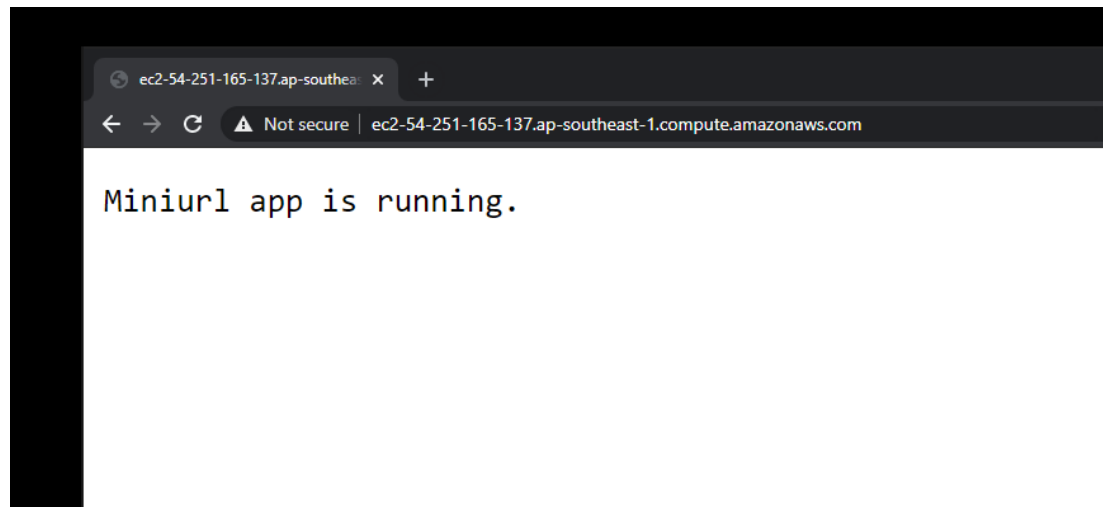 ec2-54-251-165-137.ap-southea
Not secure ec2-54-251-165-137.ap-southeast-1.compute.amazonaws.com
Miniurl app is running.